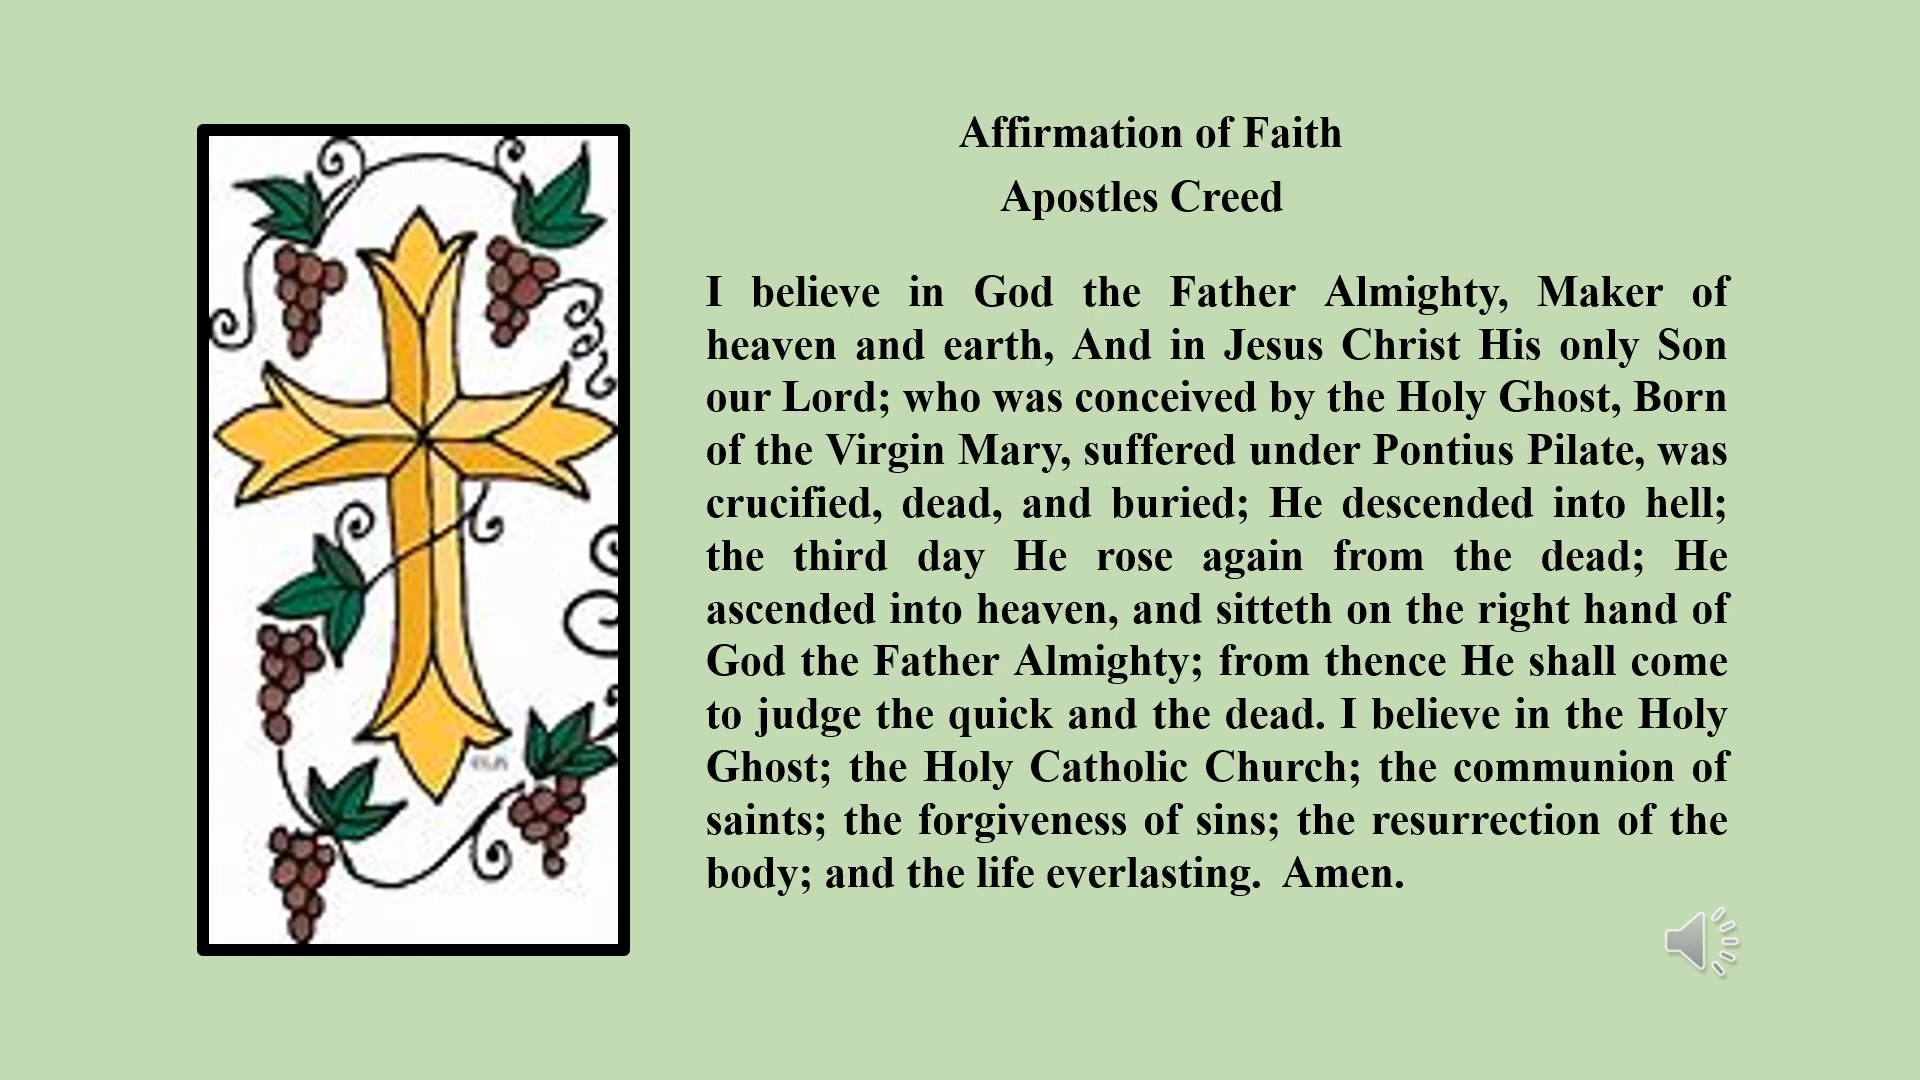 Affirmation of Faith
Apostles Creed
I believe in God the Father Almighty, Maker of
heaven and earth, And in Jesus Christ His only Son
our Lord; who was conceived by the Holy Ghost, Born
of the Virgin Mary, suffered under Pontius Pilate, was
crucified, dead, and buried; He descended into hell;
the third day He rose again from the dead; He
ascended into heaven, and sitteth on the right hand of
God the Father Almighty; from thence He shall come
to judge the quick and the dead. I believe in the Holy
Ghost; the Holy Catholic Church; the communion of
saints; the forgiveness of sins; the resurrection of the
body; and the life everlasting.  Amen.